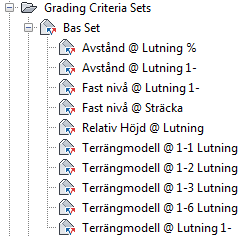 Grading Criteria Sets
Bas Set
Avstånd @ Lutning %
Avstånd @ Lutning 1-
Fast nivå @ Lutning 1-
Fast nivå @ Sträcka
Relativ Höjd @ Lutning
Terrängmodell @ 1-1 Lutning
Terrängmodell @ 1-2 Lutning
Terrängmodell @ 1-3 Lutning
Terrängmodell @ 1-6 Lutning
Terrängmodell @ Lutning 1-